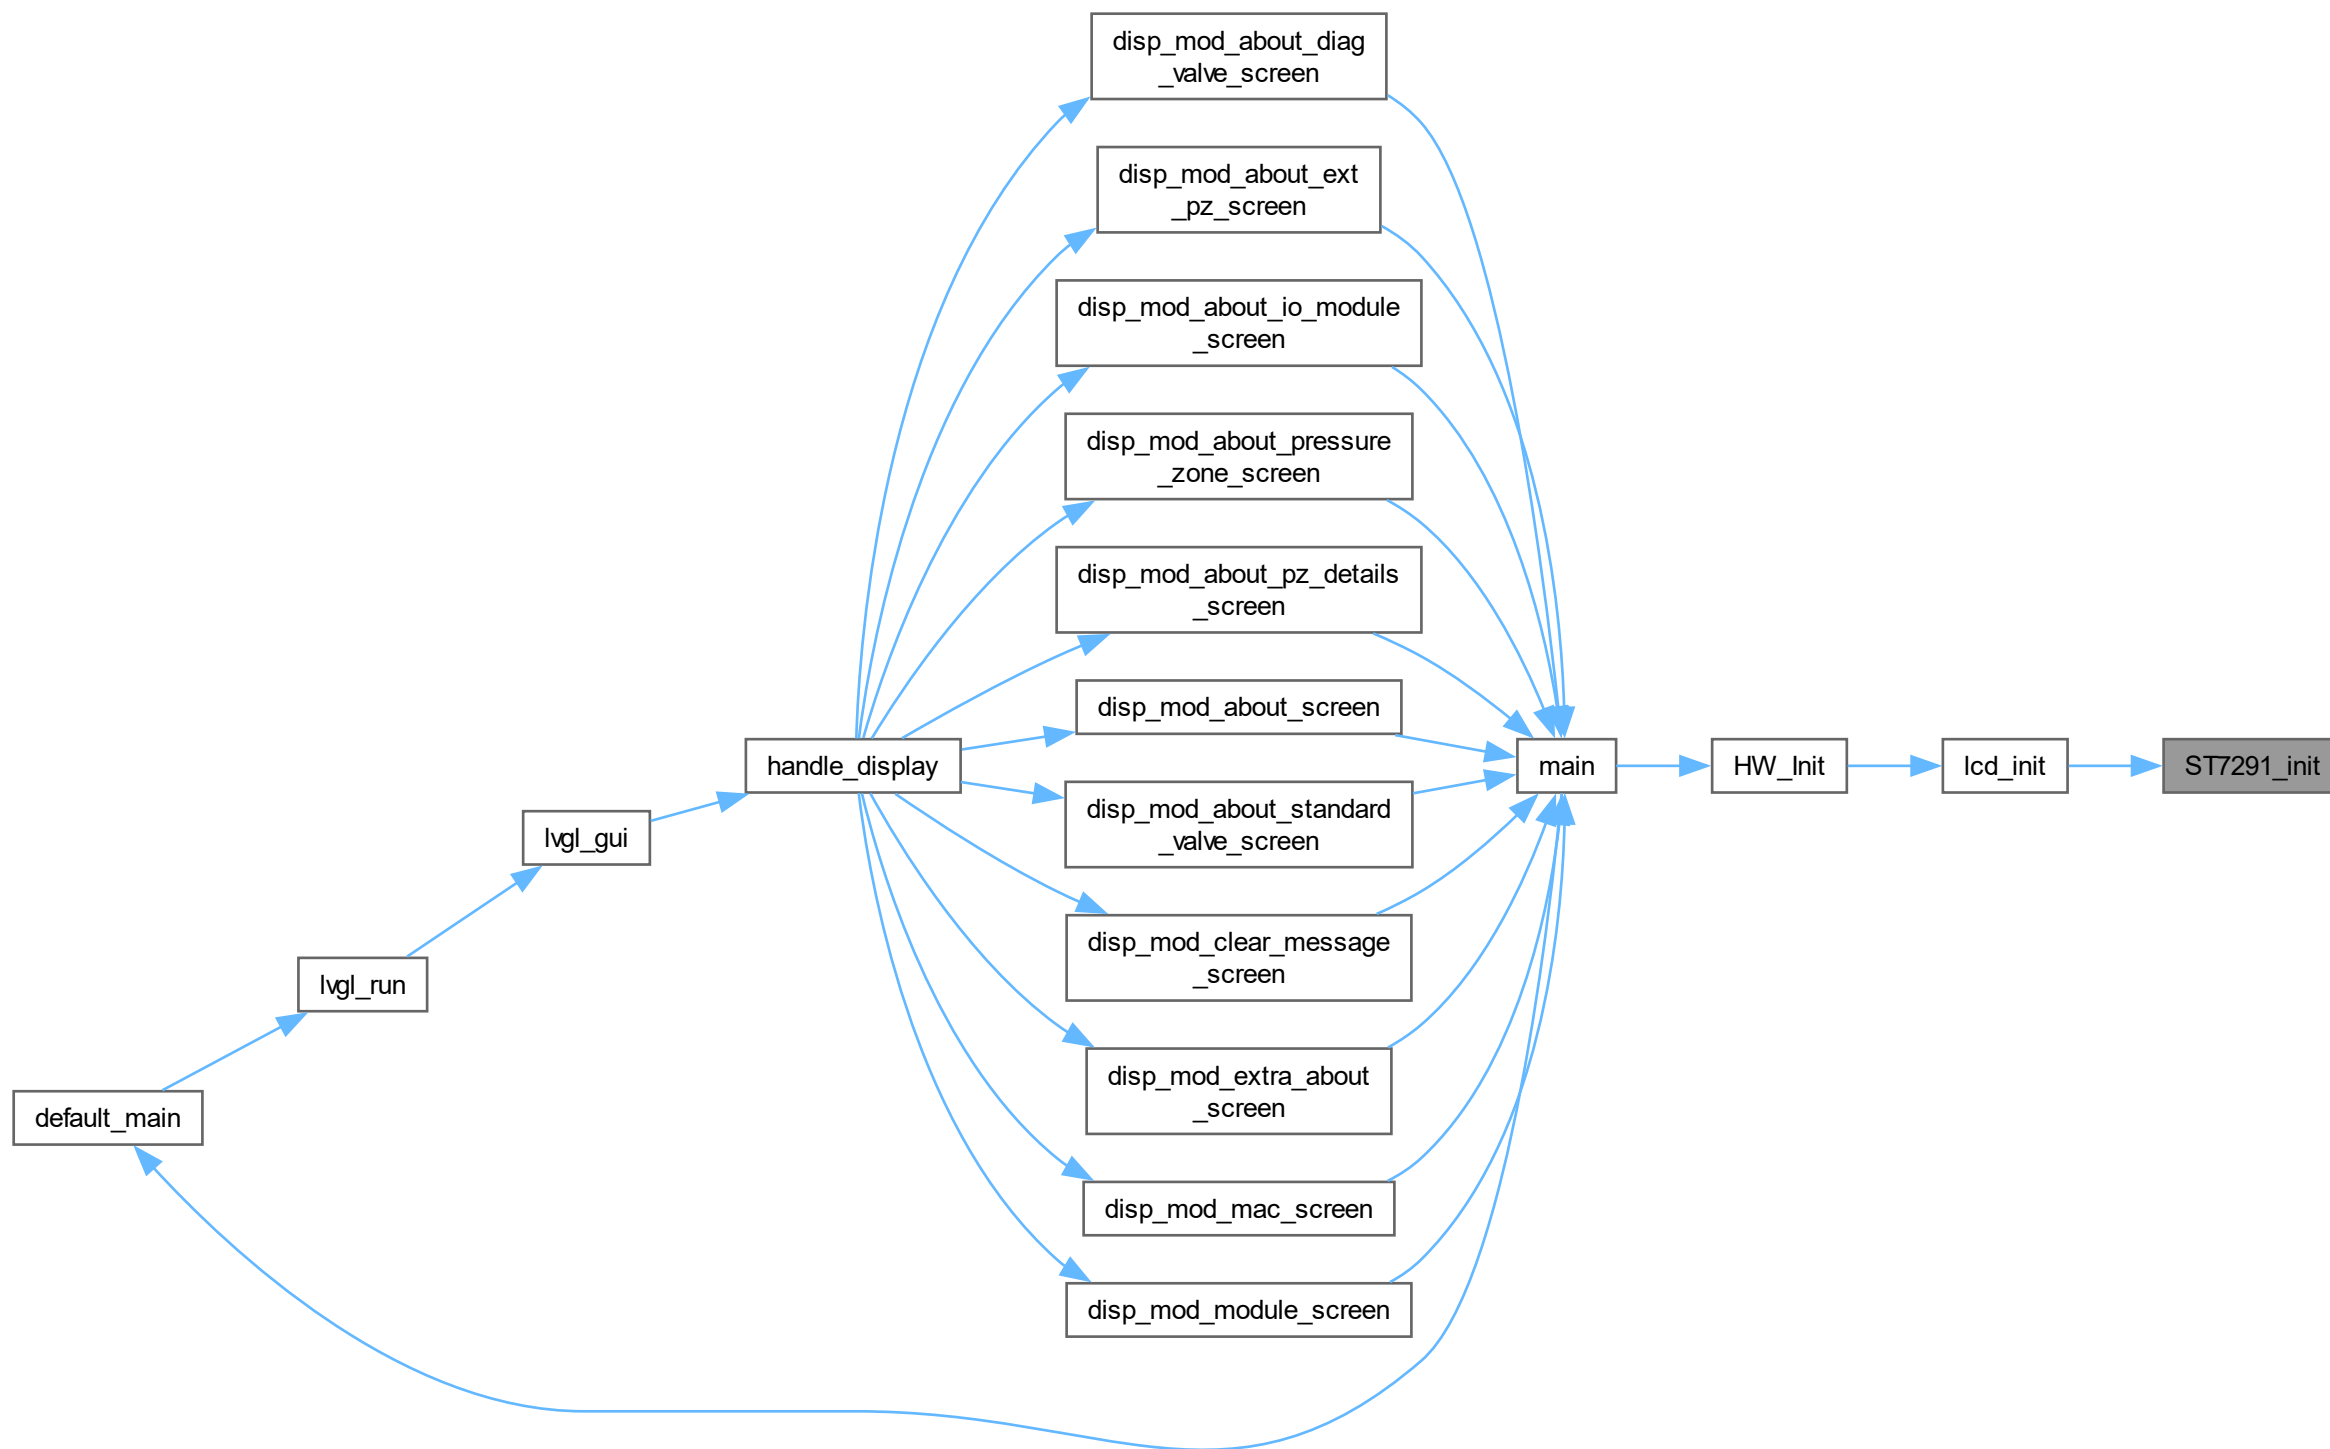 disp_mod_about_diag
_valve_screen
disp_mod_about_ext
_pz_screen
disp_mod_about_io_module
_screen
disp_mod_about_pressure
_zone_screen
disp_mod_about_pz_details
_screen
disp_mod_about_screen
handle_display
main
HW_Init
lcd_init
ST7291_init
disp_mod_about_standard
_valve_screen
lvgl_gui
disp_mod_clear_message
_screen
lvgl_run
disp_mod_extra_about
_screen
default_main
disp_mod_mac_screen
disp_mod_module_screen